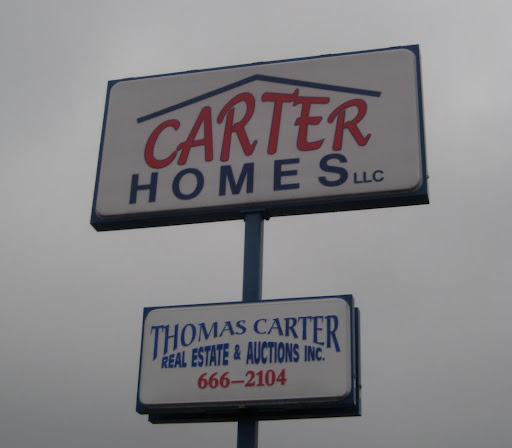 CARTER
HOMES LLC
THOMAS CARTER
REAL ESTATE & AUCTIONS INC.
666-2104